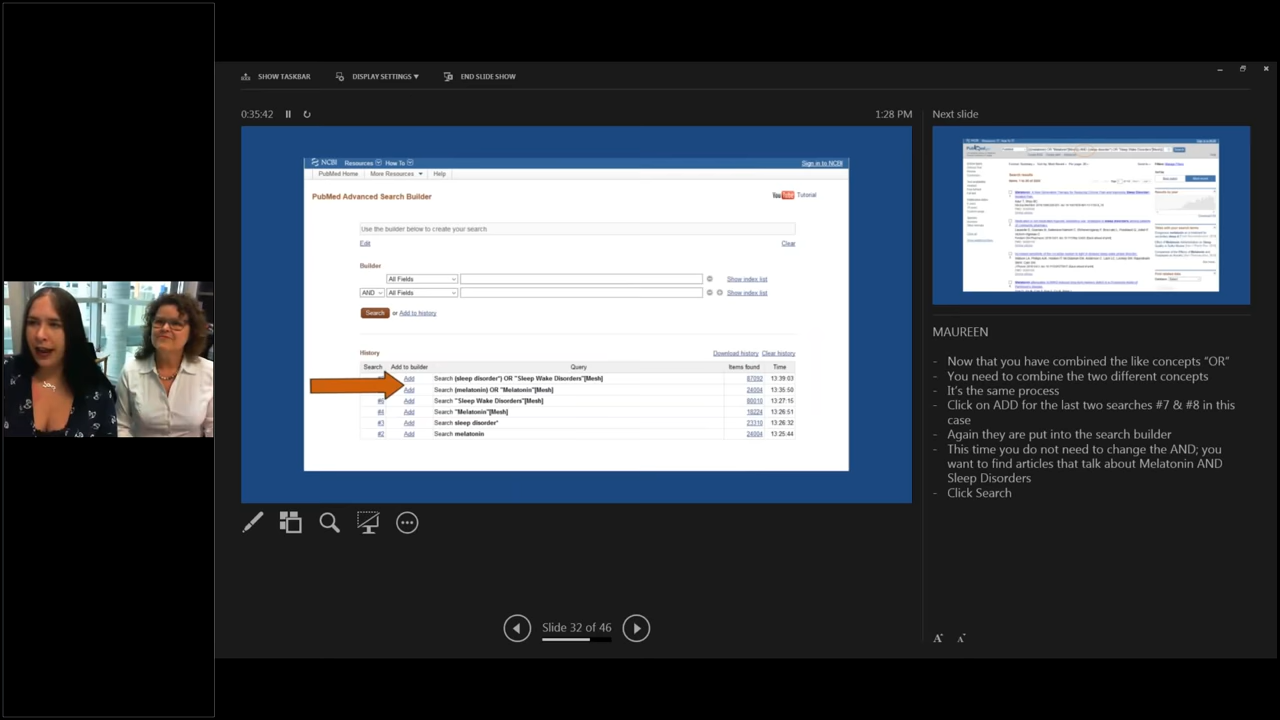 SHOW TASKBAR
DISPLAY SETTINGS ▼
END SLIDE SHOW
0:35:42
1:28 PM
NCBI Resources How To
Sign in to NCBI
PubMed Home More Resources Help
PubMed Advanced Search Builder
YouTube Tutorial
Use the builder below to create your search
Edit
Clear
Builder
All Fields Show index list
AND All Fields Show index list
Search or Add to history
History
Download history Clear history
Search Add to builder Query Items found Time
Add Search (sleep disorder*) OR "Sleep Wake Disorders"[Mesh] 87092 13:39:03
Add Search (melatonin) OR "Melatonin"[Mesh] 24004 13:35:50
#5 Add Search "Sleep Wake Disorders"[Mesh] 80010 13:27:15
#4 Add Search "Melatonin"[Mesh] 16224 13:26:51
#3 Add Search sleep disorder* 23310 13:26:32
#2 Add Search melatonin 24004 13:25:44
Slide 32 of 46
Next slide
MAUREEN
- Now that you have combined the like concepts “OR”
- You need to combine the two different concepts
- It’s the same process
- Click on ADD for the last two searches #7 & #8 in this
case
- Again they are put into the search builder
- This time you do not need to change the AND; you
want to find articles that talk about Melatonin AND
Sleep Disorders
- Click Search
A A